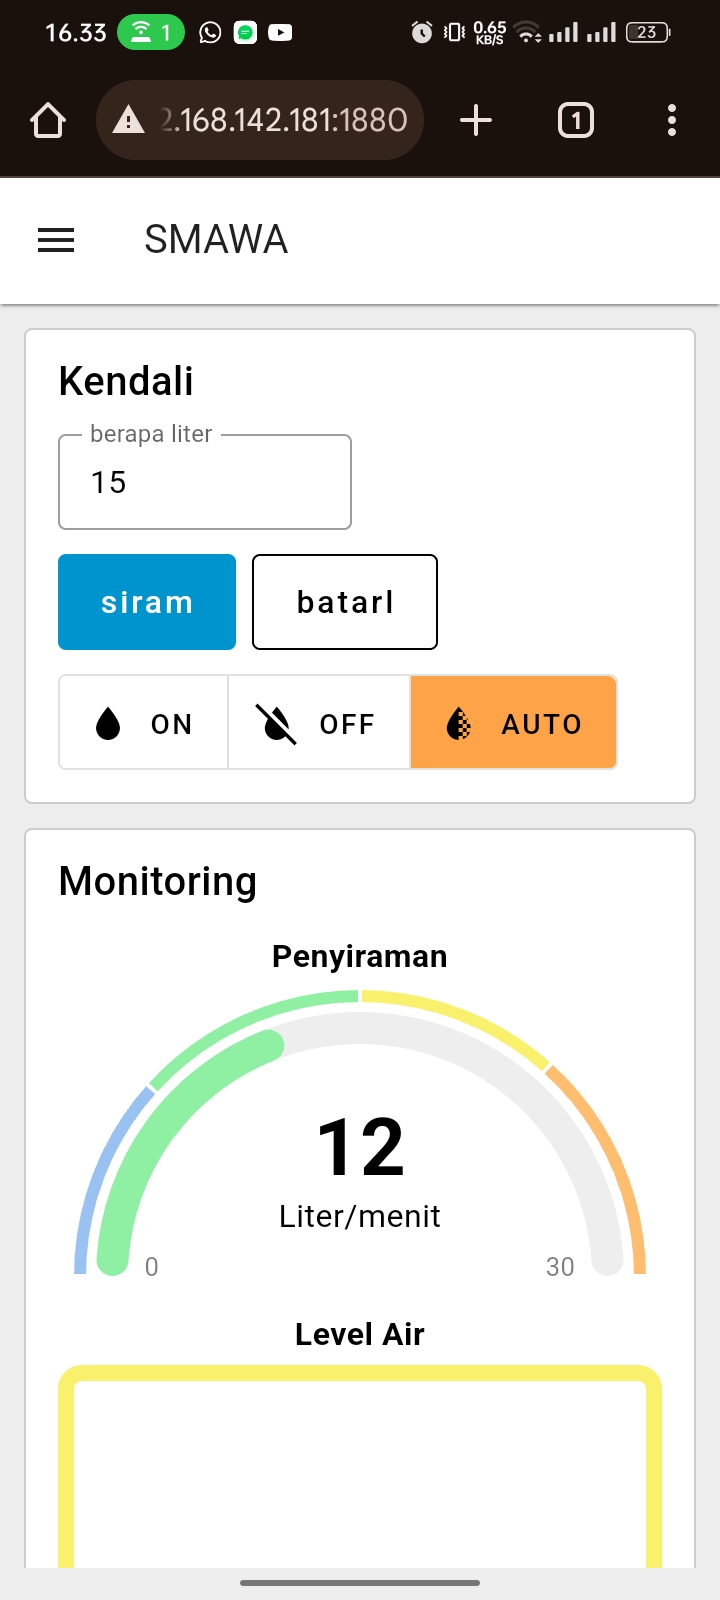 16.33
1
0.65
KB/S
23
2.168.142.181:1880
1
SMAWA
Kendali
berapa liter
15
siram
batarl
ON
OFF
AUTO
Monitoring
Penyiraman
12
Liter/menit
0
30
Level Air